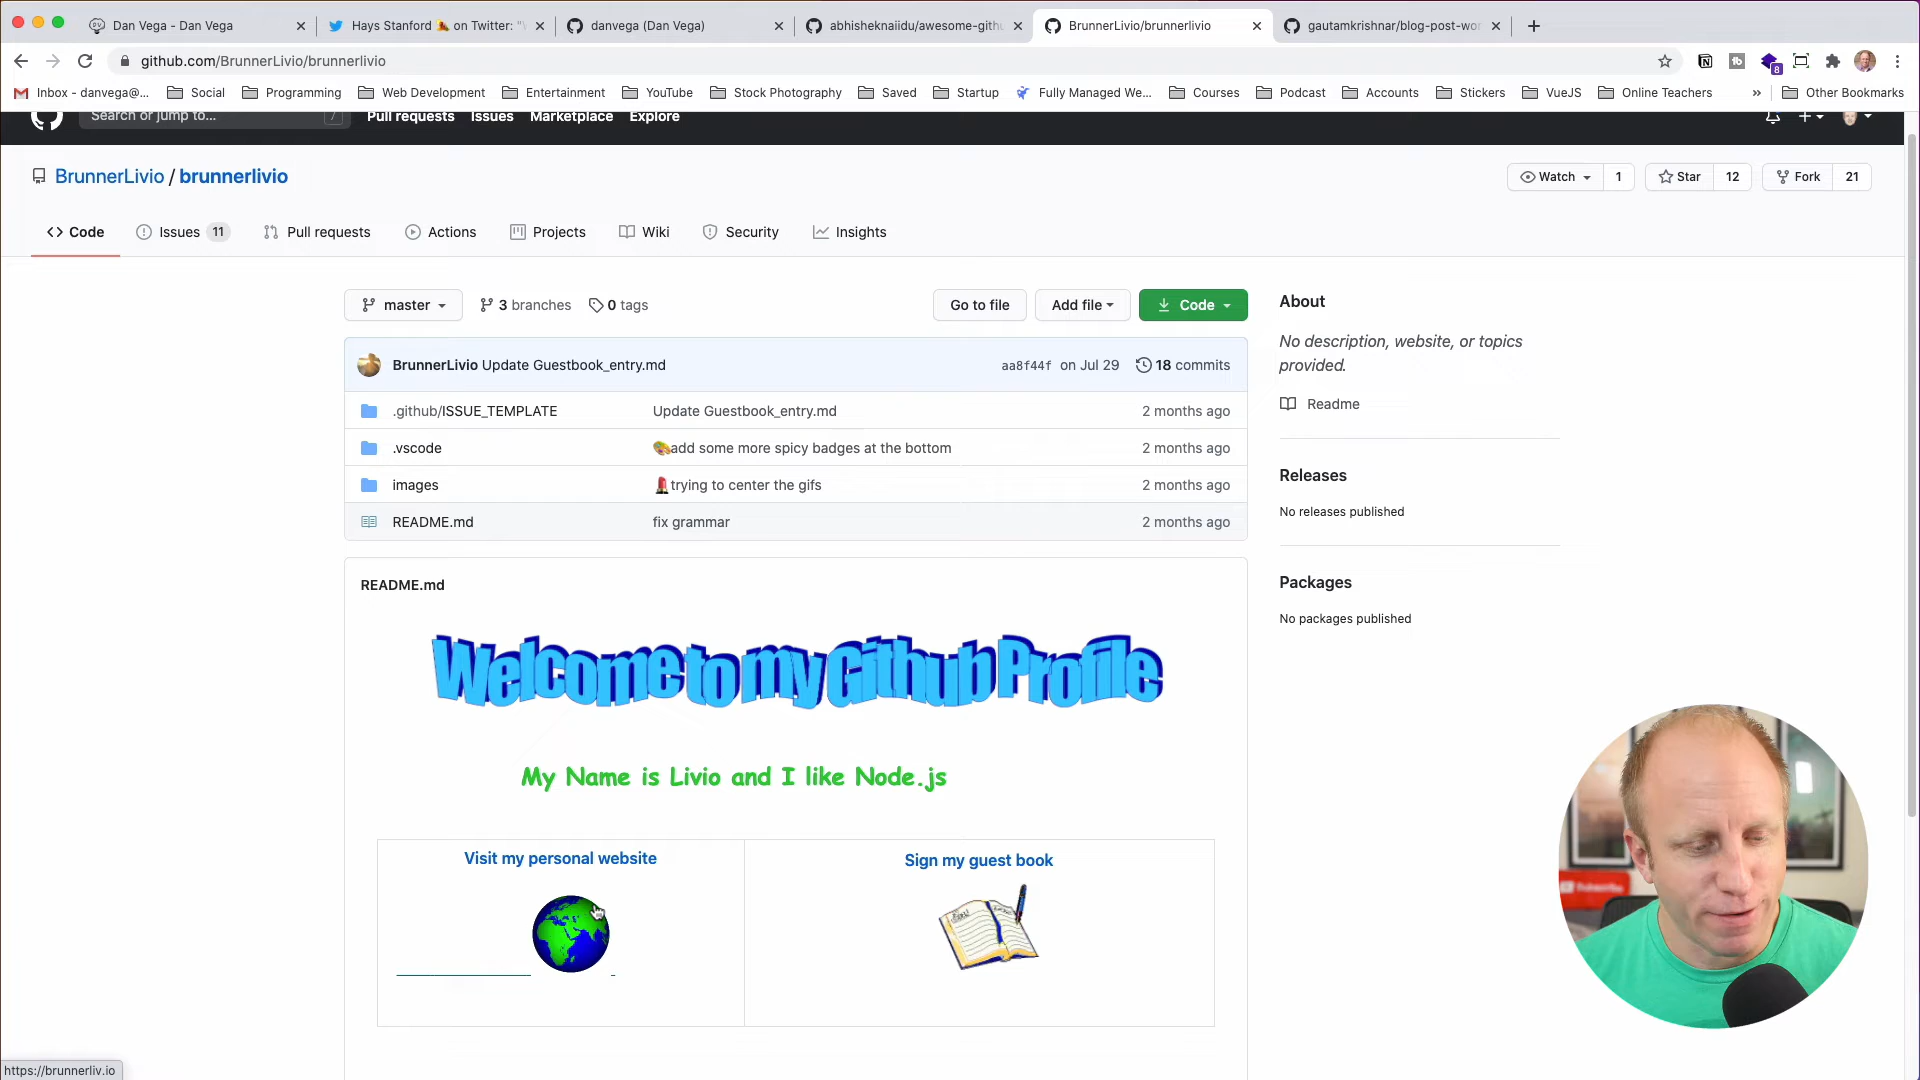 Dan Vega - Dan Vega
Hays Stanford on Twitter: "
danvega (Dan Vega)
abhisheknaiidu/awesome-gith
BrunnerLivio/brunnerlivio
gautamkrishnar/blog-post-wor
github.com/BrunnerLivio/brunnerlivio
8
Inbox - danvega@...
Social
Programming
Web Development
Entertainment
YouTube
Stock Photography
Saved
Startup
Fully Managed We...
Courses
Podcast
Accounts
Stickers
VueJS
Online Teachers
»
Other Bookmarks
Search or jump to...
/
Pull requests
Issues
Marketplace
Explore
BrunnerLivio / brunnerlivio
Watch 1
Star 12
Fork 21
Code
Issues 11
Pull requests
Actions
Projects
Wiki
Security
Insights
master
3 branches
0 tags
Go to file
Add file
Code
BrunnerLivio Update Guestbook_entry.md
aa8f44f on Jul 29
18 commits
.github/ISSUE_TEMPLATE
Update Guestbook_entry.md
2 months ago
.vscode
🎨add some more spicy badges at the bottom
2 months ago
images
💄trying to center the gifs
2 months ago
README.md
fix grammar
2 months ago
About
No description, website, or topics
provided.
Readme
Releases
No releases published
Packages
No packages published
README.md
Welcome to my Github Profile
My Name is Livio and I like Node.js
Visit my personal website
Sign my guest book
https://brunnerliv.io